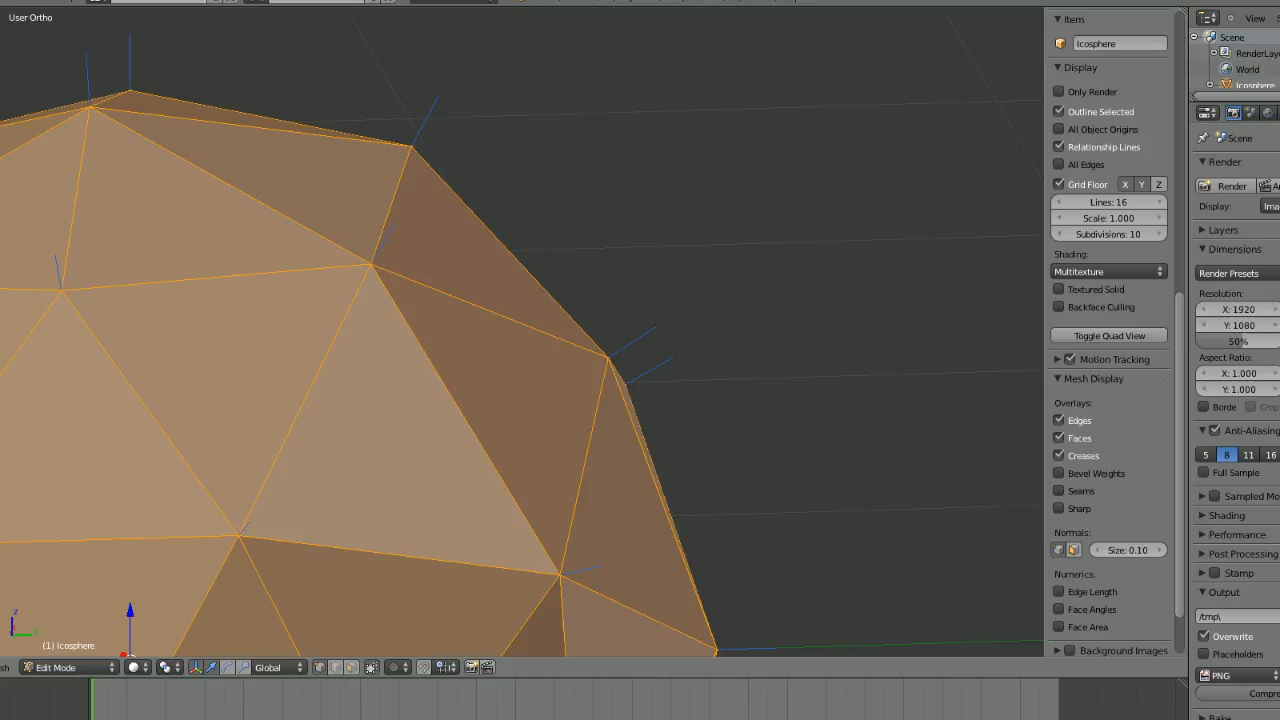 User Ortho
(1) Icosphere
z
Edit Mode
Global
Item
Icosphere
Display
Only Render
Outline Selected
All Object Origins
Relationship Lines
All Edges
Grid Floor X Y Z
Lines: 16
Scale: 1.000
Subdivisions: 10
Shading:
Multitexture
Textured Solid
Backface Culling
Toggle Quad View
Motion Tracking
Mesh Display
Overlays:
Edges
Faces
Creases
Bevel Weights
Seams
Sharp
Normals:
Size: 0.10
Numerics:
Edge Length
Face Angles
Face Area
Background Images
View
Scene
RenderLaye
World
Icosphere
Scene
Render
Render
Display:
Layers
Dimensions
Render Presets
Resolution:
X: 1920
Y: 1080
50%
Aspect Ratio:
X: 1.000
Y: 1.000
Borde Crop
Anti-Aliasing
5 8 11 16
Full Sample
Sampled Mo
Shading
Performance
Post Processing
Stamp
Output
/tmp\
Overwrite
Placeholders
PNG
Compre